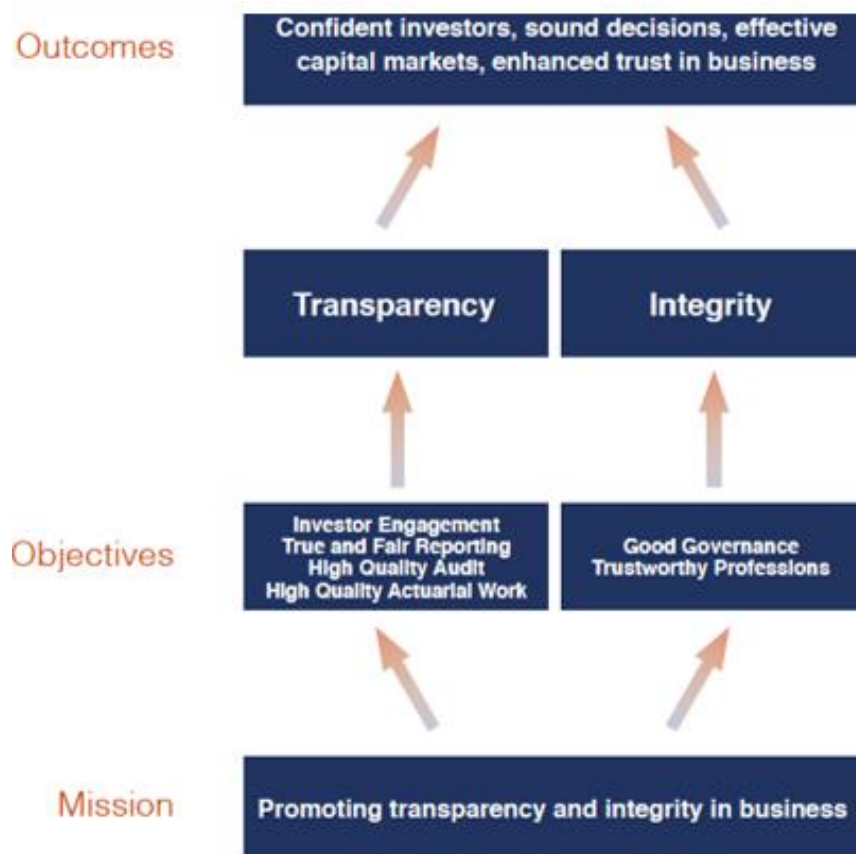 Outcomes
Confident investors, sound decisions, effective
capital markets, enhanced trust in business
Transparency
Integrity
Objectives
Investor Engagement
True and Fair Reporting
High Quality Audit
High Quality Actuarial Work
Good Governance
Trustworthy Professions
Mission
Promoting transparency and integrity in business